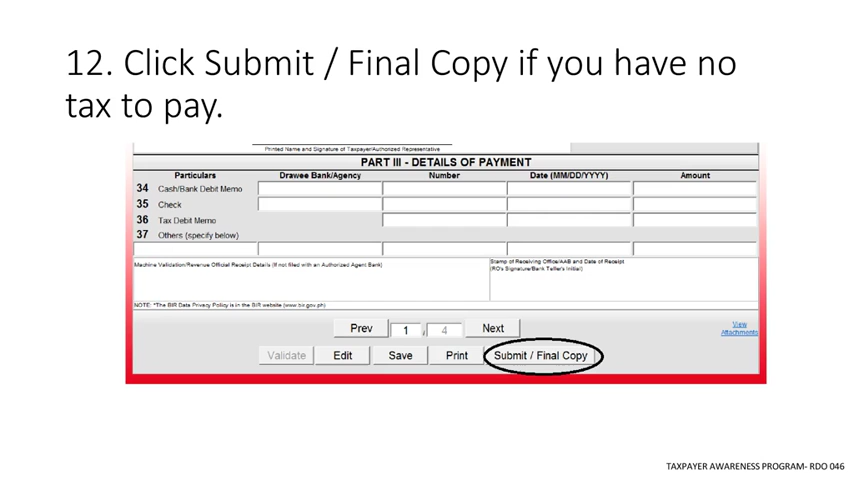 12. Click Submit / Final Copy if you have no
tax to pay.
Printed Name and Signature of Taxpayer/Authorized Representative
PART III - DETAILS OF PAYMENT
Particulars Drawee Bank/Agency Number Date (MM/DD/YYYY) Amount
34 Cash/Bank Debit Memo
35 Check
36 Tax Debit Memo
37 Others (specify below)
Machine Validation/Revenue Official Receipt Details (If not filed with an Authorized Agent Bank)
Stamp of Receiving Office/AAB and Date of Receipt
(RO's Signature/Bank Teller's Initial)
NOTE: *The BIR Data Privacy Policy is in the BIR website (www.bir.gov.ph)
Prev 1 / 4 Next
View
Attachments
Validate Edit Save Print Submit / Final Copy
TAXPAYER AWARENESS PROGRAM- RDO 046